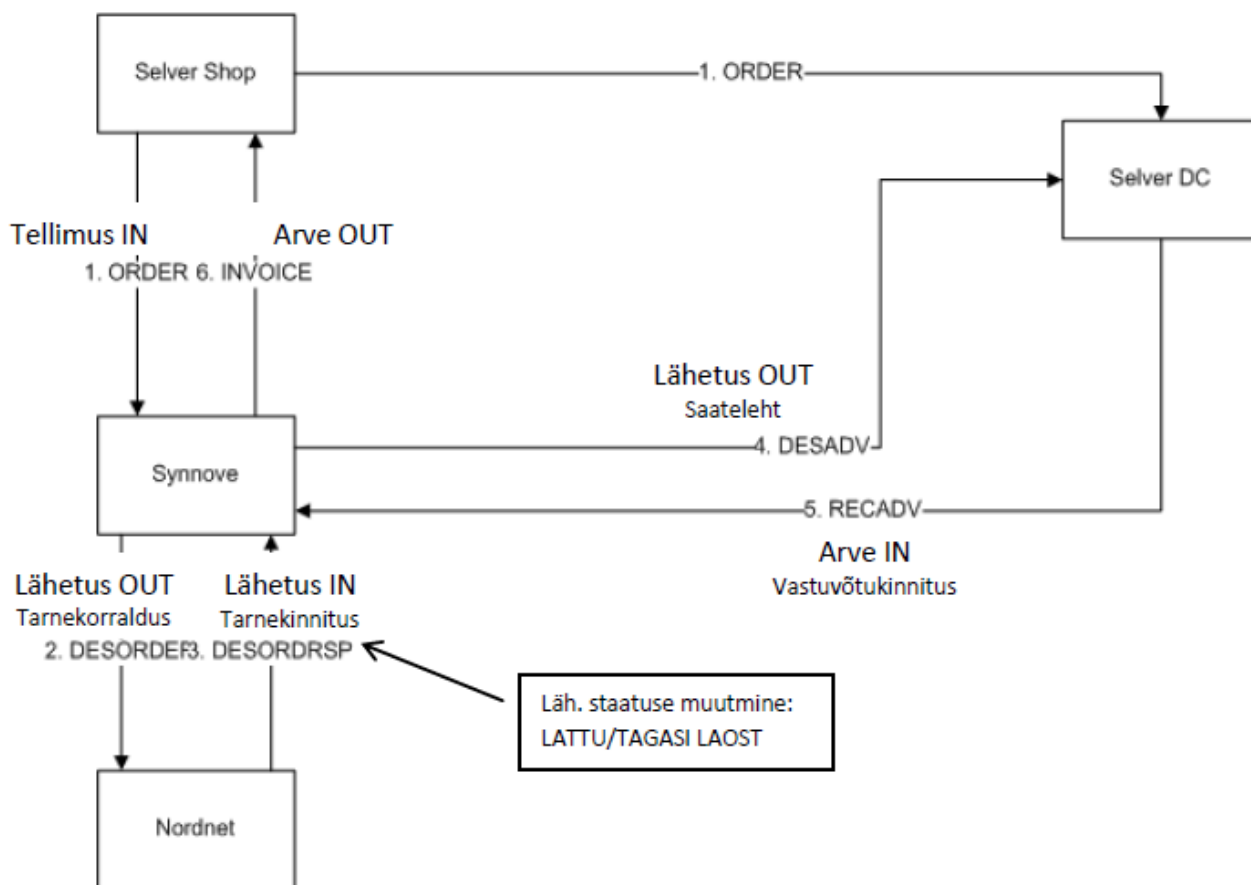 Selver Shop
1. ORDER
Selver DC
Tellimus IN
Arve OUT
1. ORDER 6. INVOICE
Lähetus OUT
Saateleht
4. DESADV
Synnove
5. RECADV
Arve IN
Vastuvõtukinnitus
Lähetus OUT
Tarnekorraldus
Lähetus IN
Tarnekinnitus
2. DESORDER
3. DESORDRSP
Läh. staatuse muutmine:
LATTU/TAGASI LAOST
Nordnet